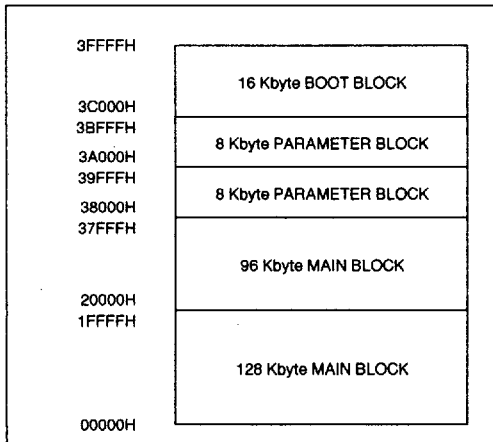 3FFFFH
16 Kbyte BOOT BLOCK
3C000H
3BFFFH
8 Kbyte PARAMETER BLOCK
3A000H
39FFFH
8 Kbyte PARAMETER BLOCK
38000H
37FFFH
96 Kbyte MAIN BLOCK
20000H
1FFFFH
128 Kbyte MAIN BLOCK
00000H